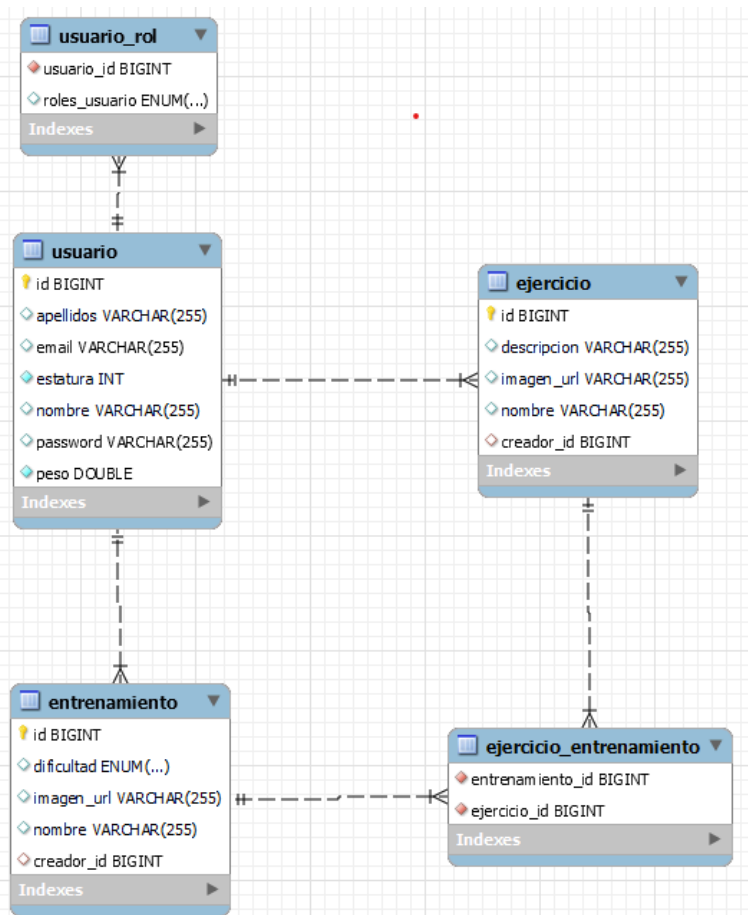 usuario_rol
usuario_id BIGINT
roles_usuario ENUM(...)
Indexes
usuario
id BIGINT
apellidos VARCHAR(255)
email VARCHAR(255)
estatura INT
nombre VARCHAR(255)
password VARCHAR(255)
peso DOUBLE
Indexes
ejercicio
id BIGINT
descripcion VARCHAR(255)
imagen_url VARCHAR(255)
nombre VARCHAR(255)
creador_id BIGINT
Indexes
entrenamiento
id BIGINT
dificultad ENUM(...)
imagen_url VARCHAR(255)
nombre VARCHAR(255)
creador_id BIGINT
Indexes
ejercicio_entrenamiento
entrenamiento_id BIGINT
ejercicio_id BIGINT
Indexes